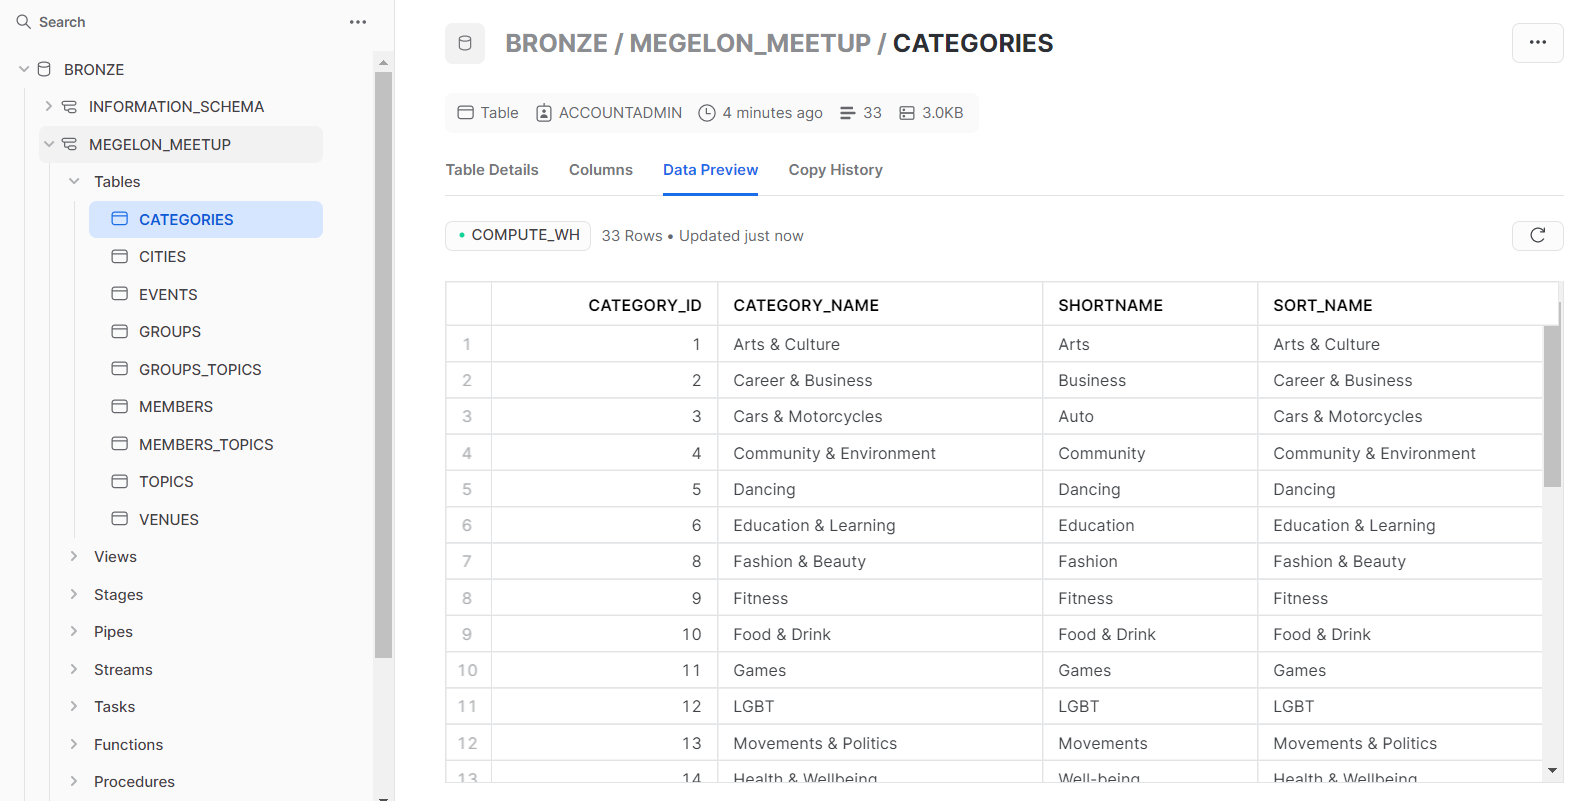 Search
BRONZE
INFORMATION_SCHEMA
MEGELON_MEETUP
Tables
CATEGORIES
CITIES
EVENTS
GROUPS
GROUPS_TOPICS
MEMBERS
MEMBERS_TOPICS
TOPICS
VENUES
Views
Stages
Pipes
Streams
Tasks
Functions
Procedures
BRONZE / MEGELON_MEETUP / CATEGORIES
Table ACCOUNTADMIN 4 minutes ago 33 3.0KB
Table Details Columns Data Preview Copy History
COMPUTE_WH 33 Rows • Updated just now
CATEGORY_ID CATEGORY_NAME SHORTNAME SORT_NAME
1 1 Arts & Culture Arts Arts & Culture
2 2 Career & Business Business Career & Business
3 3 Cars & Motorcycles Auto Cars & Motorcycles
4 4 Community & Environment Community Community & Environment
5 5 Dancing Dancing Dancing
6 6 Education & Learning Education Education & Learning
7 8 Fashion & Beauty Fashion Fashion & Beauty
8 9 Fitness Fitness Fitness
9 10 Food & Drink Food & Drink Food & Drink
10 11 Games Games Games
11 12 LGBT LGBT LGBT
12 13 Movements & Politics Movements Movements & Politics
13 14 Health & Wellbeing Well-being Health & Wellbeing